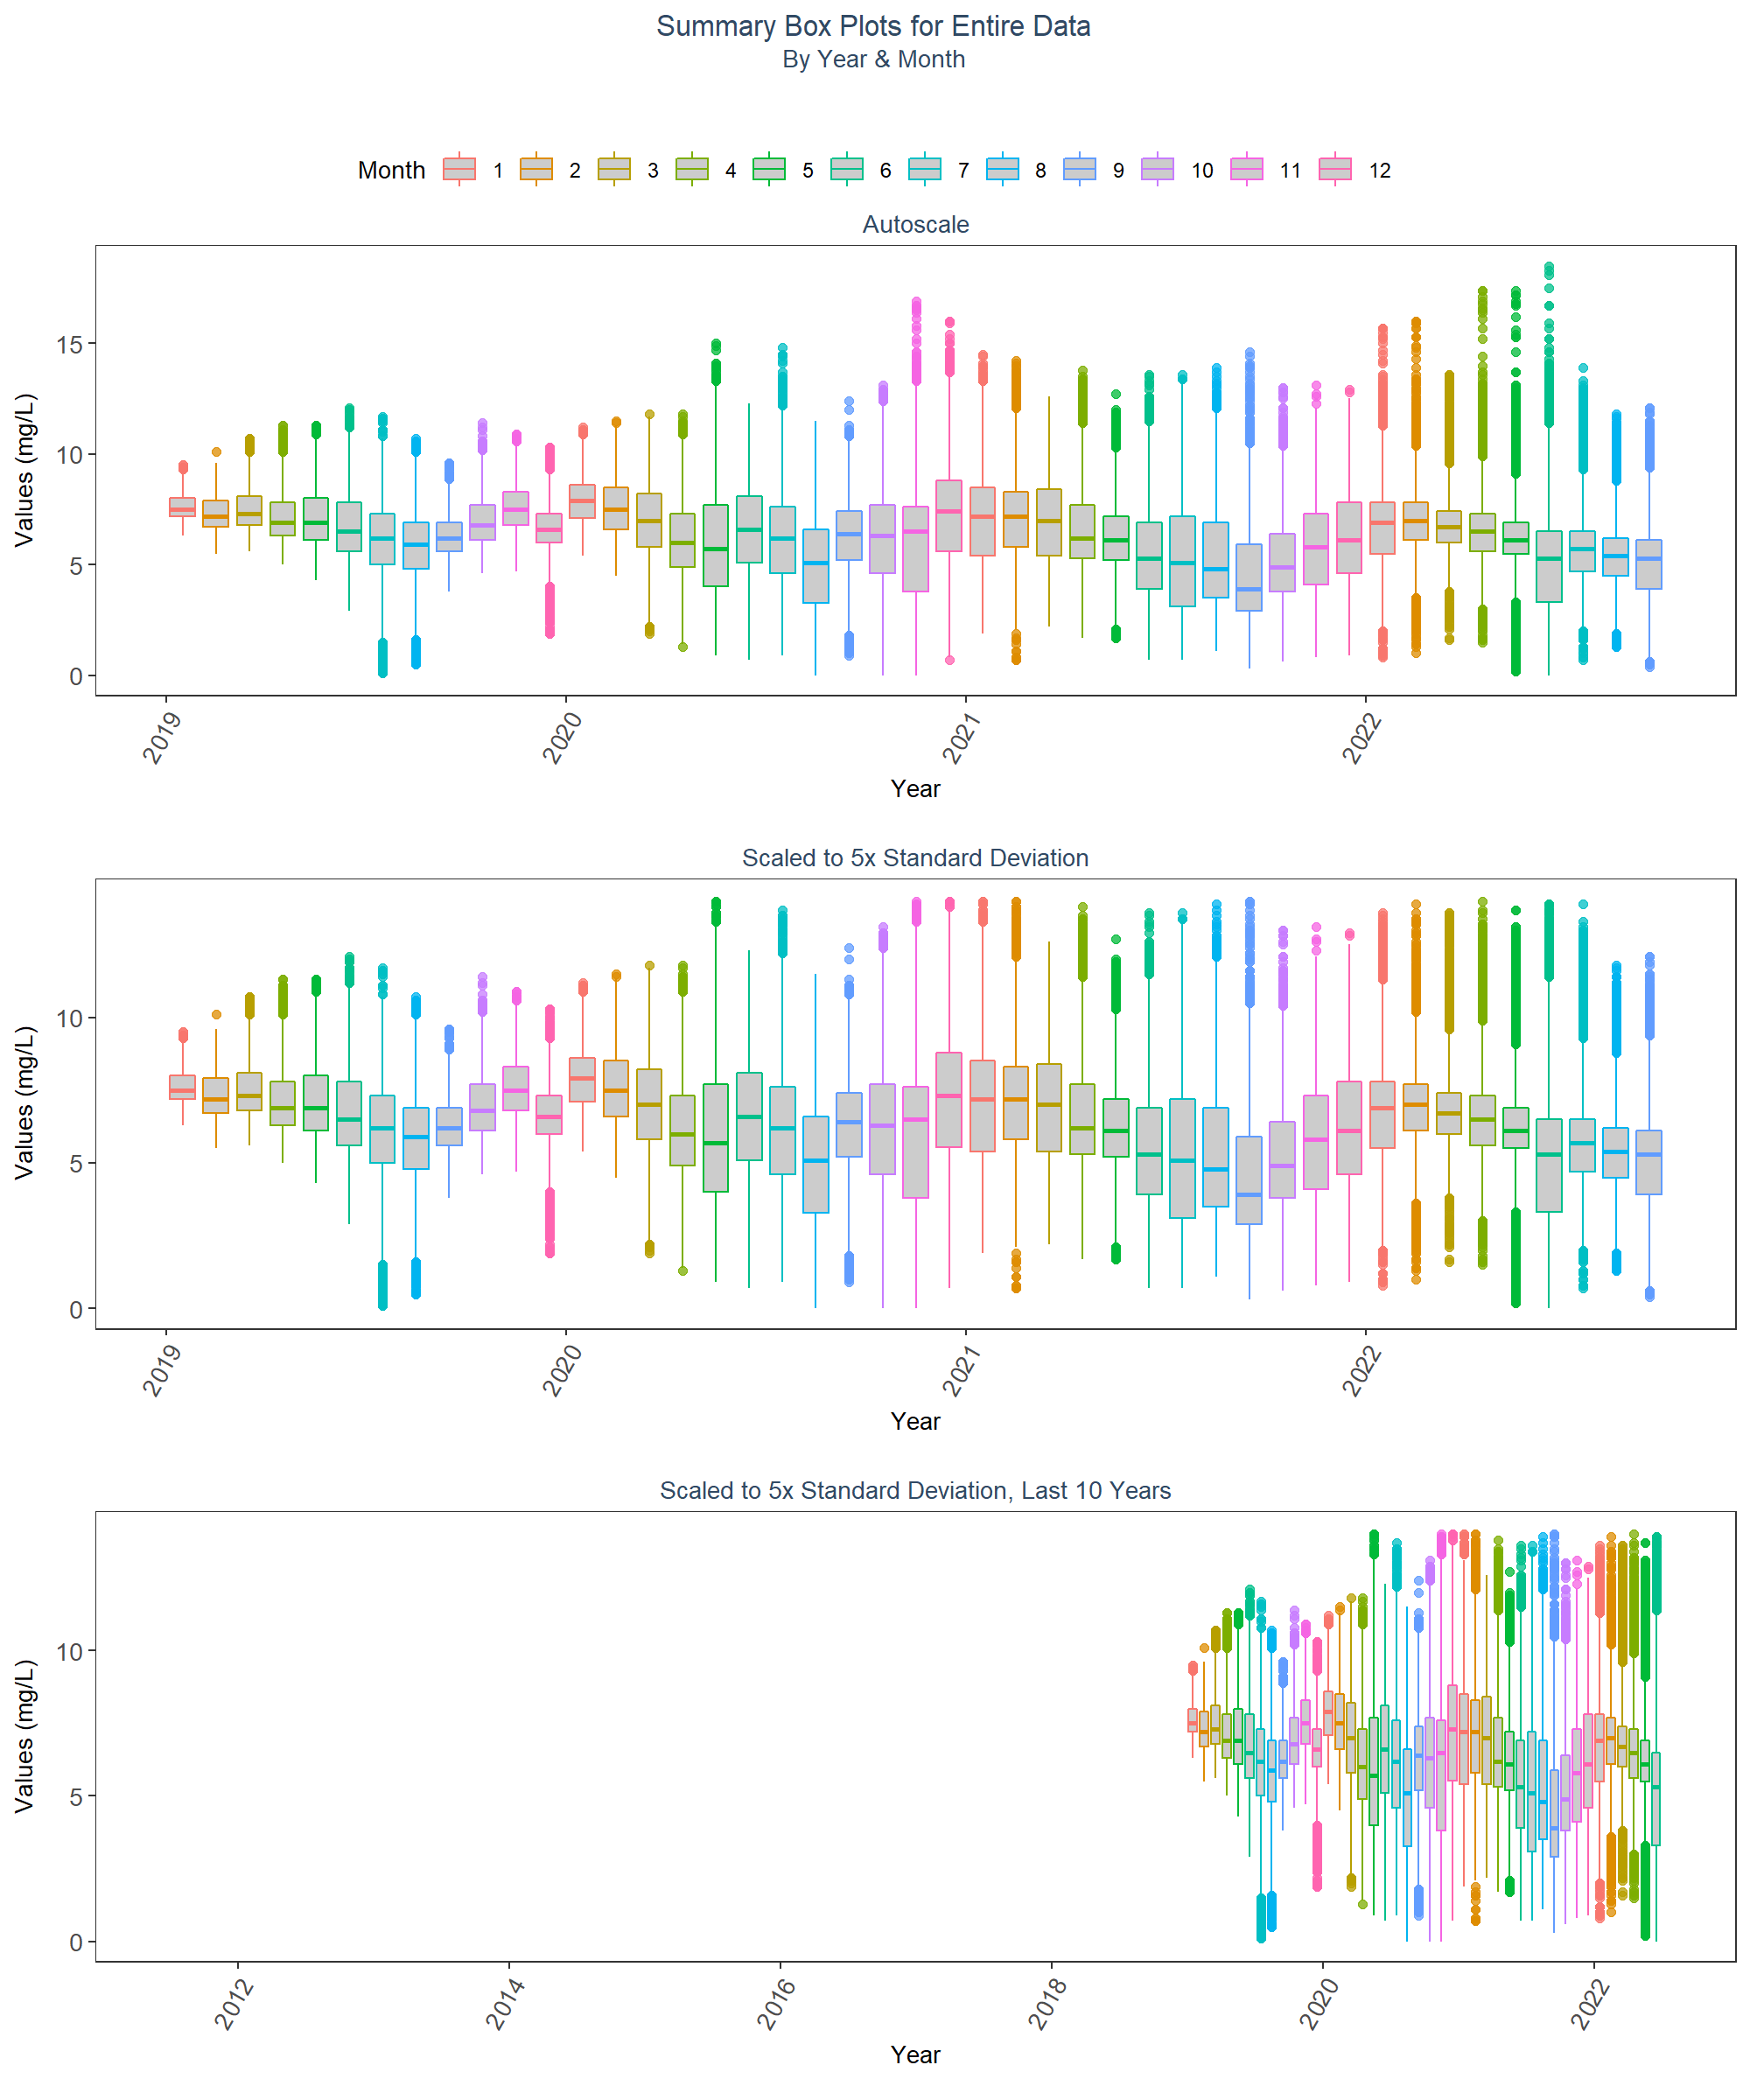 Summary Box Plots for Entire Data
By Year & Month
Month 1 2 3 4 5 6 7 8 9 10 11 12
Autoscale
Values (mg/L)
15
10
5
0
2019 2020 2021 2022
Year
Scaled to 5x Standard Deviation
Values (mg/L)
10
5
0
2019 2020 2021 2022
Year
Scaled to 5x Standard Deviation, Last 10 Years
Values (mg/L)
10
5
0
2012 2014 2016 2018 2020 2022
Year